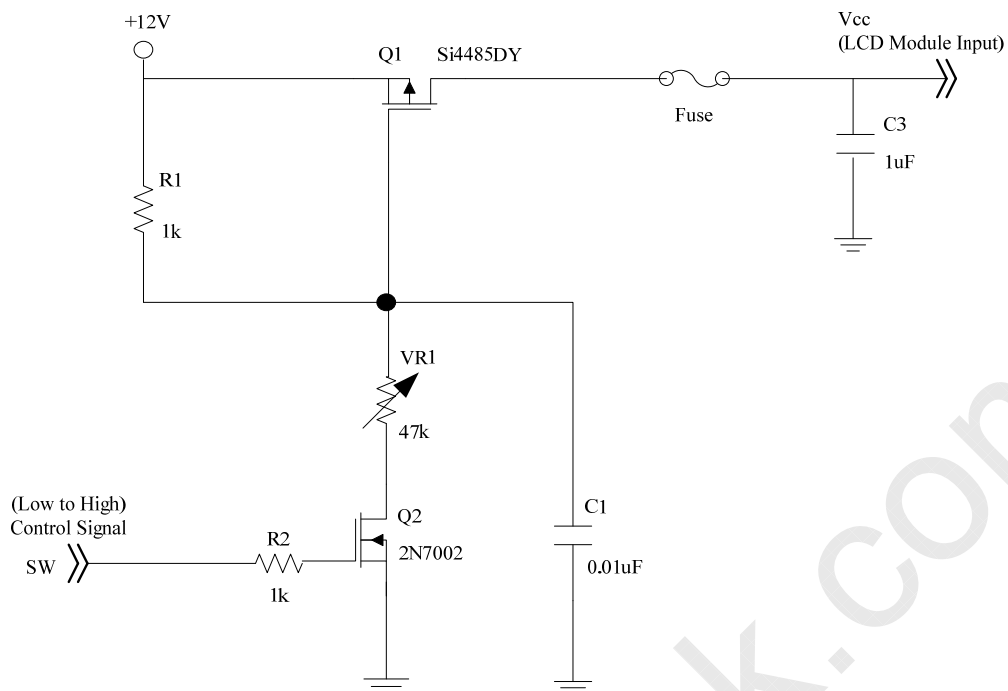 +12V
Q1
Si4485DY
Vcc
(LCD Module Input)
Fuse
C3
1uF
R1
1k
VR1
47k
(Low to High)
Control Signal
SW
R2
1k
Q2
2N7002
C1
0.01uF
k.com